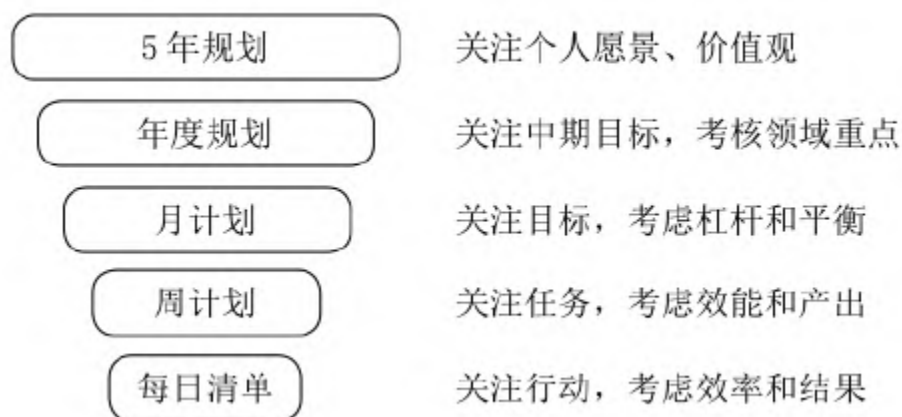 5年规划 关注个人愿景、价值观
年度规划 关注中期目标，考核领域重点
月计划 关注目标，考虑杠杆和平衡
周计划 关注任务，考虑效能和产出
每日清单 关注行动，考虑效率和结果